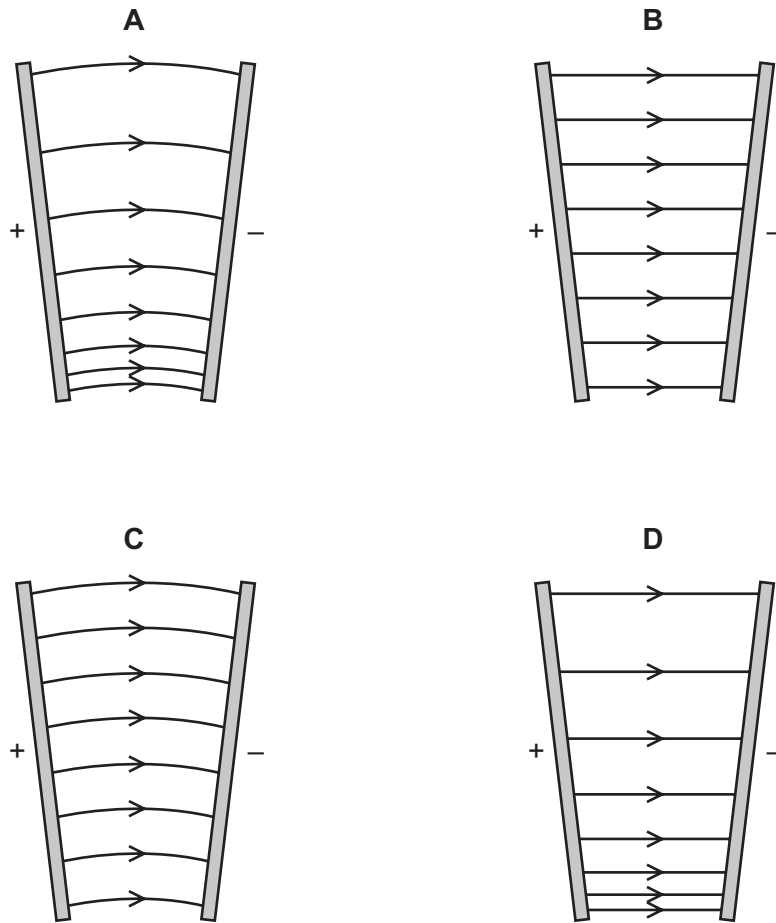 A B
+ – + –
C D
+ – + –